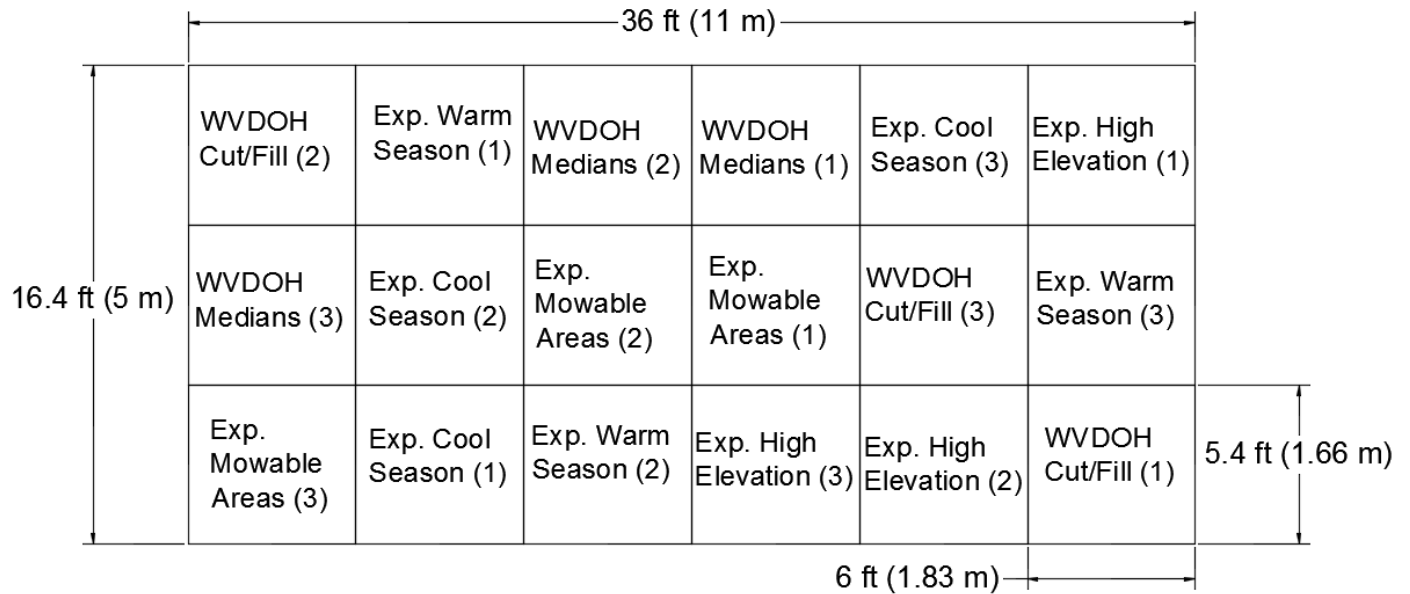 36 ft (11 m)
WVDOH
Cut/Fill (2)
Exp. Warm
Season (1)
WVDOH
Medians (2)
WVDOH
Medians (1)
Exp. Cool
Season (3)
Exp. High
Elevation (1)
16.4 ft (5 m)
WVDOH
Medians (3)
Exp. Cool
Season (2)
Exp.
Mowable
Areas (2)
Exp.
Mowable
Areas (1)
WVDOH
Cut/Fill (3)
Exp. Warm
Season (3)
Exp.
Mowable
Areas (3)
Exp. Cool
Season (1)
Exp. Warm
Season (2)
Exp. High
Elevation (3)
Exp. High
Elevation (2)
WVDOH
Cut/Fill (1)
5.4 ft (1.66 m)
6 ft (1.83 m)